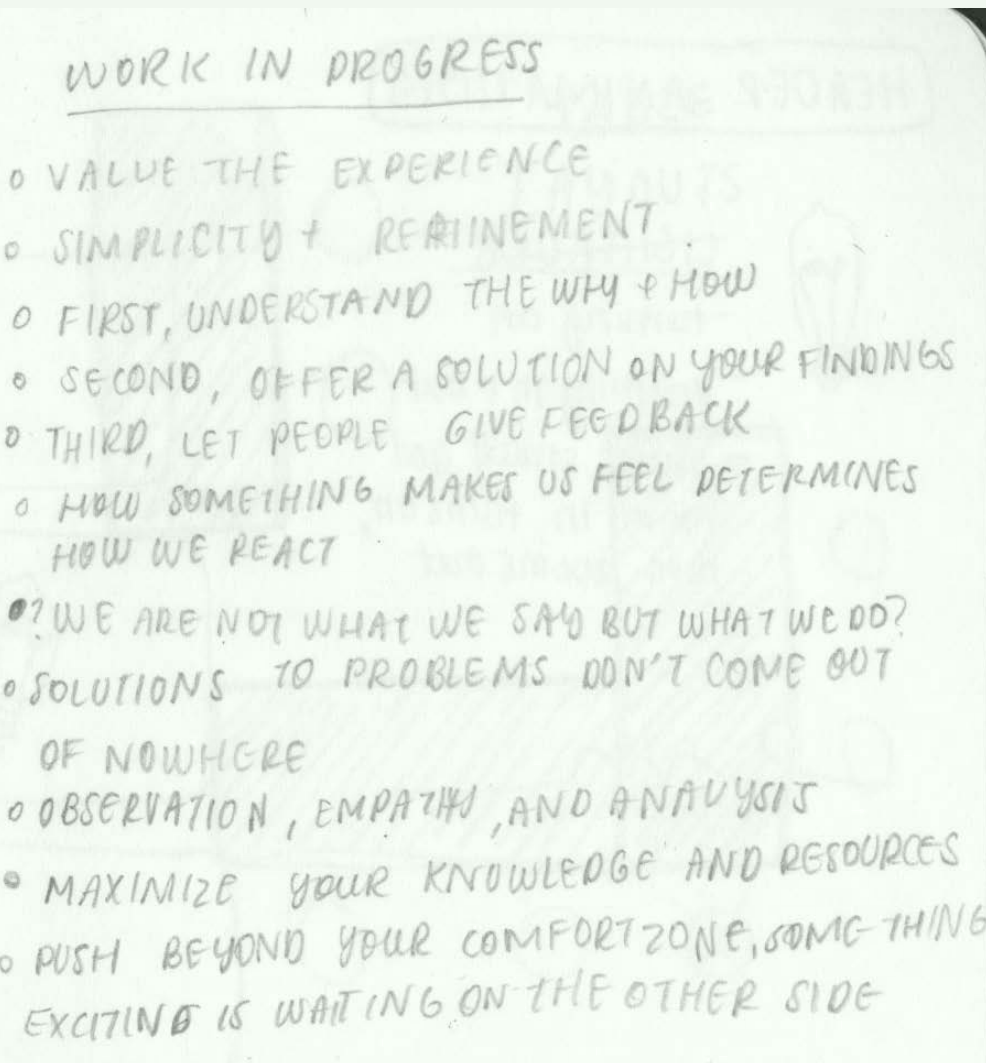 WORK IN PROGRESS
o VALUE THE EXPERIENCE
o SIMPLICITY + REFINEMENT
o FIRST, UNDERSTAND THE WHY + HOW
o SECOND, OFFER A SOLUTION ON YOUR FINDINGS
o THIRD, LET PEOPLE GIVE FEEDBACK
o HOW SOMETHING MAKES US FEEL DETERMINES
HOW WE REACT
•? WE ARE NOT WHAT WE SAY BUT WHAT WE DO?
o SOLUTIONS TO PROBLEMS DON'T COME OUT
OF NOWHERE
o OBSERVATION, EMPATHY, AND ANALYSIS
o MAXIMIZE YOUR KNOWLEDGE AND RESOURCES
o PUSH BEYOND YOUR COMFORT ZONE, SOMETHING
EXCITING IS WAITING ON THE OTHER SIDE